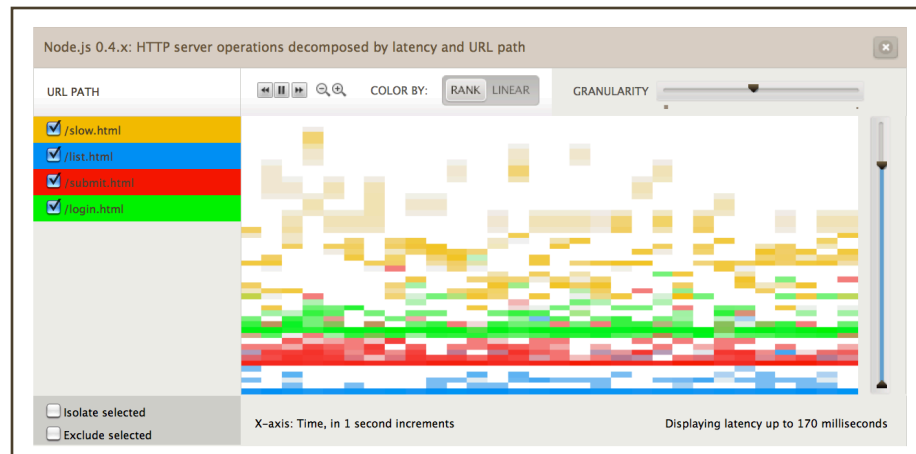 Node.js 0.4.x: HTTP server operations decomposed by latency and URL path
URL PATH
COLOR BY: RANK LINEAR GRANULARITY
/slow.html
/list.html
/submit.html
/login.html
Isolate selected
Exclude selected
X-axis: Time, in 1 second increments
Displaying latency up to 170 milliseconds